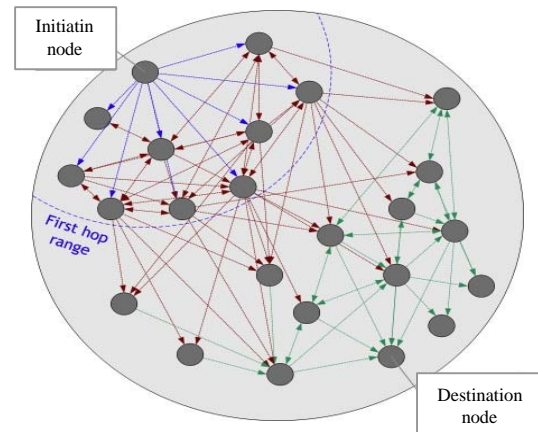 Initiatin
node
First hop
range
Destination
node